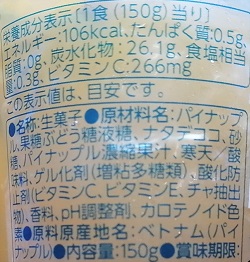 栄養成分表示[1食(150g)当り]
エネルギー:106kcal、たんぱく質:0.5g、
脂質:0g、炭水化物:26.1g、食塩相当
量:0.3g、ビタミンC:266mg
この表示値は、目安です。
●名称:生菓子●原材料名:パイナップ
ル、果糖ぶどう糖液糖、ナタデココ、砂
糖、パイナップル濃縮果汁、寒天/酸
味料、ゲル化剤(増粘多糖類)、酸化防
止剤(ビタミンC、ビタミンE、チャ抽出
物)、香料、pH調整剤、カロテノイド色
素●原料原産地名:ベトナム(パイ
ナップル)●内容量:150g●賞味期限: